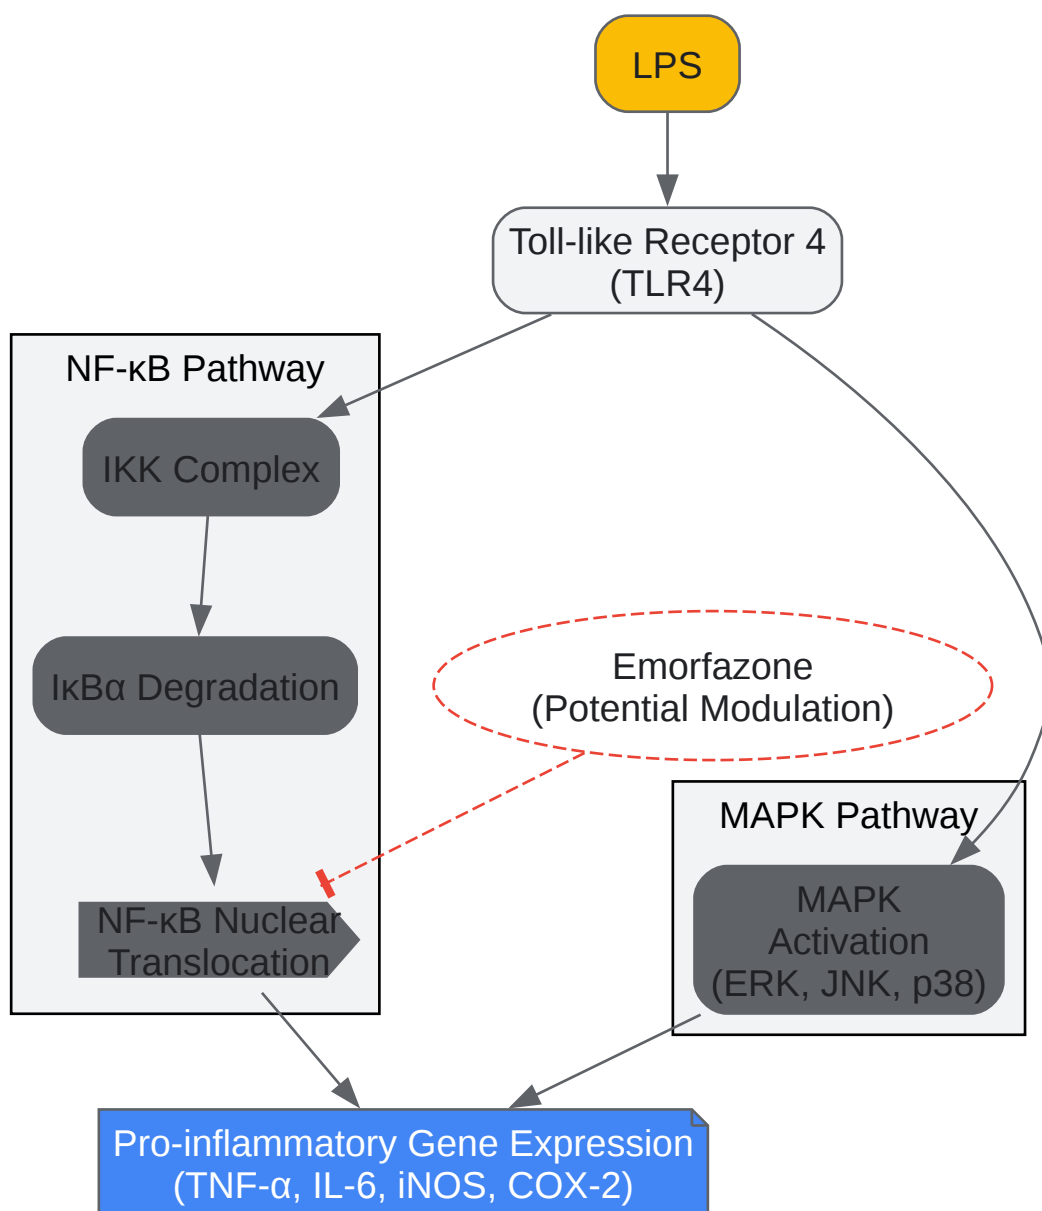 LPS
Toll-like Receptor 4
(TLR4)
NF-κB Pathway
IKK Complex
IκBα Degradation
Emorfazone
(Potential Modulation)
MAPK Pathway
MAPK
Activation
(ERK, JNK, p38)
NF-κB Nuclear
Translocation
Pro-inflammatory Gene Expression
(TNF-α, IL-6, iNOS, COX-2)